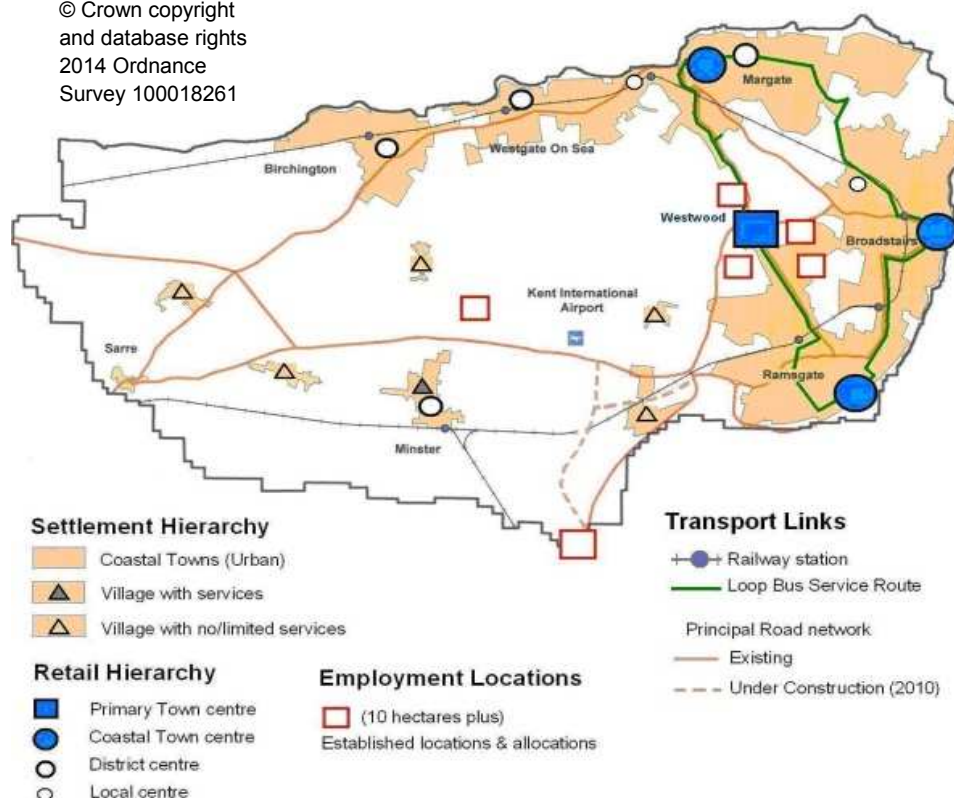 © Crown copyright
and database rights
2014 Ordnance
Survey 100018261
Margate
Westgate On Sea
Birchington
Westwood
Broadstairs
Kent International
Airport
Sarre
Ramsgate
Minster
Settlement Hierarchy
Coastal Towns (Urban)
Village with services
Village with no/limited services
Retail Hierarchy
Primary Town centre
Coastal Town centre
District centre
Local centre
Employment Locations
(10 hectares plus)
Established locations & allocations
Transport Links
Railway station
Loop Bus Service Route
Principal Road network
Existing
Under Construction (2010)